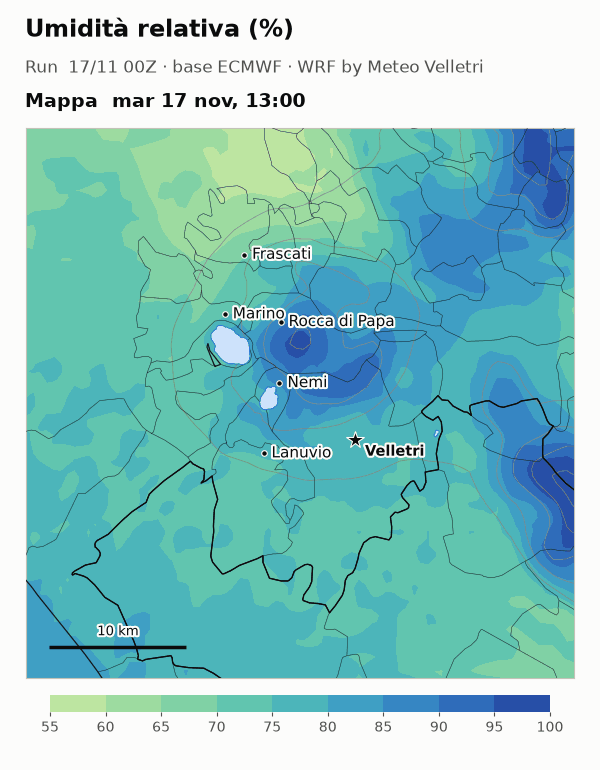 Umidità relativa (%)
Run  17/11 00Z · base ECMWF · WRF by Meteo Velletri
Mappa  mar 17 nov, 13:00
Frascati
Marino
Rocca di Papa
Nemi
Velletri
Lanuvio
10 km
55 60 65 70 75 80 85 90 95 100